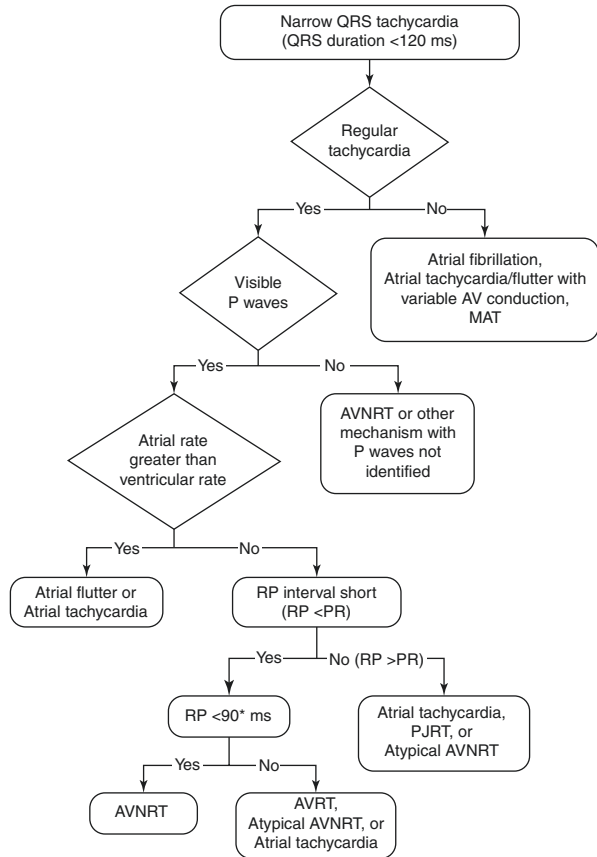 Narrow QRS tachycardia
(QRS duration <120 ms)
Regular
tachycardia
Yes
No
Visible
P waves
Atrial fibrillation,
Atrial tachycardia/flutter with
variable AV conduction,
MAT
Yes
No
Atrial rate
greater than
ventricular rate
AVNRT or other
mechanism with
P waves not
identified
Yes
No
Atrial flutter or
Atrial tachycardia
RP interval short
(RP <PR)
Yes
No (RP >PR)
RP <90* ms
Atrial tachycardia,
PJRT, or
Atypical AVNRT
Yes
No
AVNRT
AVRT,
Atypical AVNRT, or
Atrial tachycardia